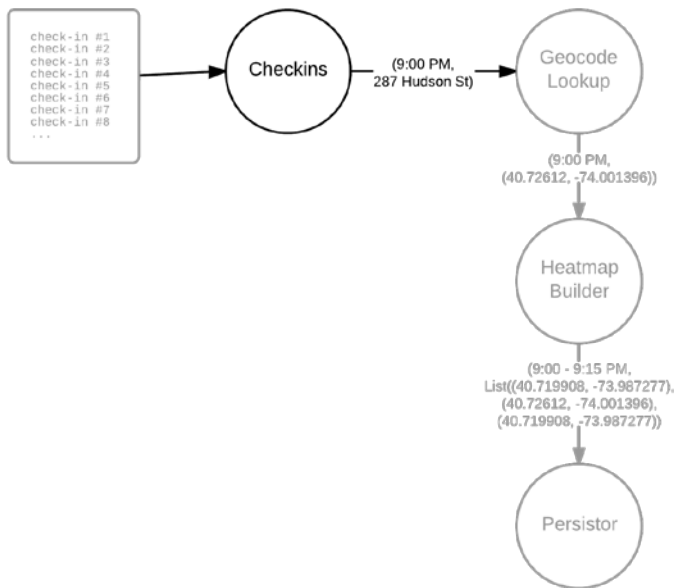 check-in #1
check-in #2
check-in #3
check-in #4
check-in #5
check-in #6
check-in #7
check-in #8
...
Checkins
(9:00 PM,
287 Hudson St)
Geocode
Lookup
(9:00 PM,
(40.72612, -74.001396))
Heatmap
Builder
(9:00 - 9:15 PM,
List((40.719908, -73.987277),
(40.72612, -74.001396),
(40.719908, -73.987277))
Persistor